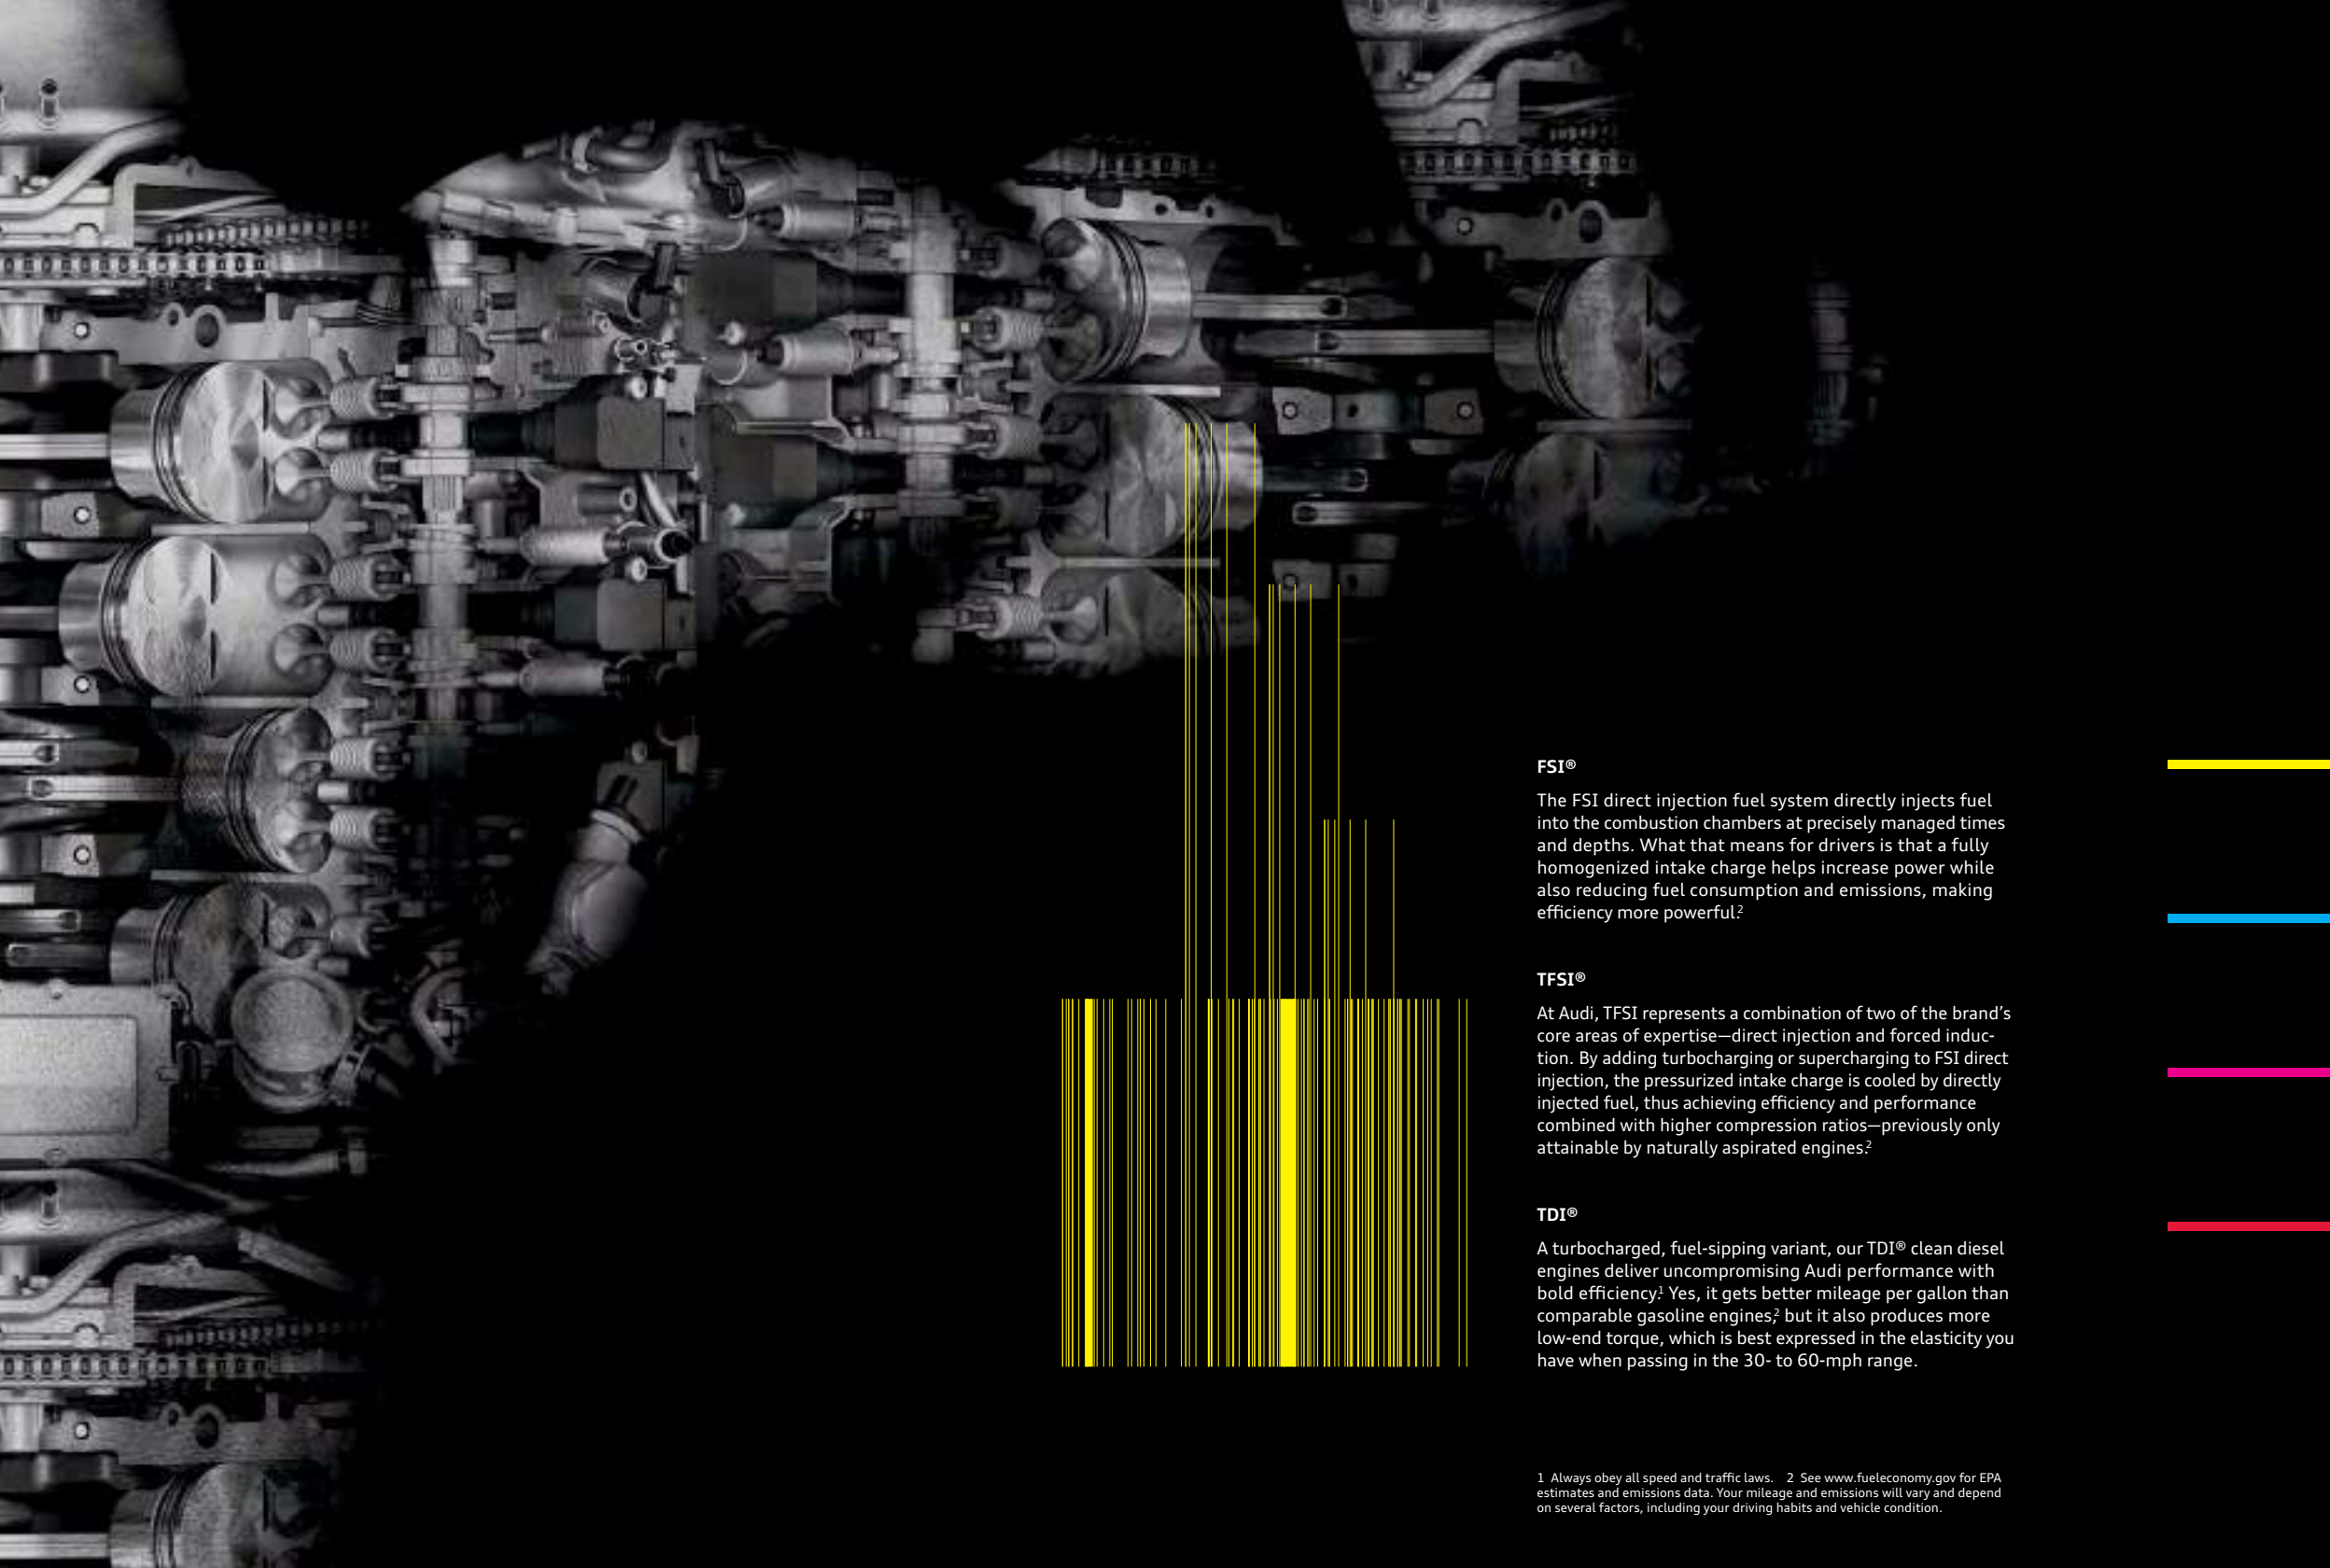 FSI®
The FSI direct injection fuel system directly injects fuel
into the combustion chambers at precisely managed times
and depths. What that means for drivers is that a fully
homogenized intake charge helps increase power while
also reducing fuel consumption and emissions, making
efficiency more powerful.2
TFSI®
At Audi, TFSI represents a combination of two of the brand’s
core areas of expertise—direct injection and forced induc-
tion. By adding turbocharging or supercharging to FSI direct
injection, the pressurized intake charge is cooled by directly
injected fuel, thus achieving efficiency and performance
combined with higher compression ratios—previously only
attainable by naturally aspirated engines.2
TDI®
A turbocharged, fuel-sipping variant, our TDI® clean diesel
engines deliver uncompromising Audi performance with
bold efficiency.1 Yes, it gets better mileage per gallon than
comparable gasoline engines,2 but it also produces more
low-end torque, which is best expressed in the elasticity you
have when passing in the 30- to 60-mph range.
1 Always obey all speed and traffic laws. 2 See www.fueleconomy.gov for EPA
estimates and emissions data. Your mileage and emissions will vary and depend
on several factors, including your driving habits and vehicle condition.